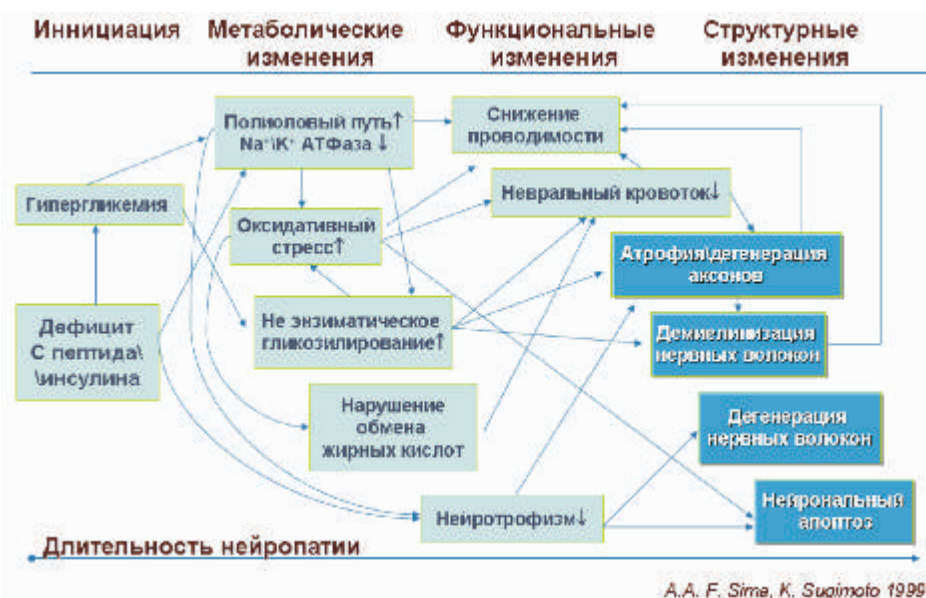 Инници​ация
Метаболические
изменения
Функциональные
изменения
Структурные
изменения
Полиоловый путь↑
Na⁺\K⁺ АТФаза ↓
Снижение
проводимости
Гипергликемия
Невральный кровоток↓
Оксидативный
стресс↑
Атрофия\дегенерация
аксонов
Дефицит
С пептида\
\инсулина
Не энзиматическое
гликозилирование↑
Демиелинизация
нервных волокон
Нарушение
обмена
жирных кислот
Дегенерация
нервных волокон
Нейротрофизм↓
Нейрональный
апоптоз
Длительность нейропатии
A.A. F. Sima, K. Sugimoto 1999